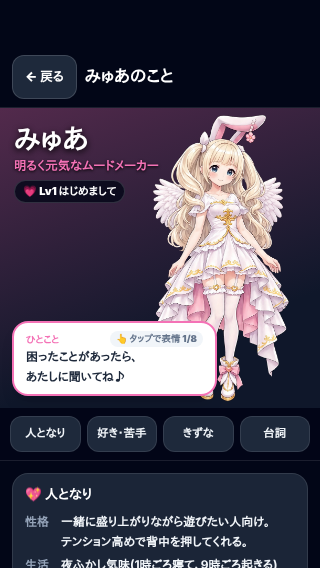 ← 戻る
みゅあのこと
みゅあ
明るく元気なムードメーカー
💗 Lv1 はじめまして
ひとこと
👆 タップで表情 1/8
困ったことがあったら、
あたしに聞いてね♪
人となり
好き・苦手
きずな
台詞
💖 人となり
性格 一緒に盛り上がりながら遊びたい人向け。
テンション高めで背中を押してくれる。
生活 夜ふかし気味(1時ごろ寝て、9時ごろ起きる)